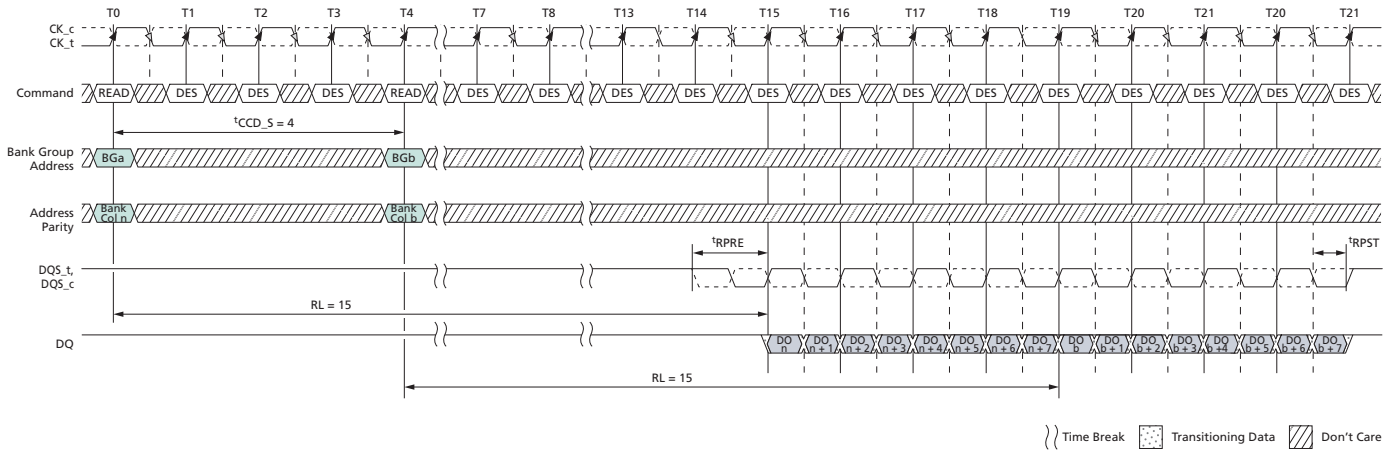 T0 T1 T2 T3 T4 T7 T8 T13 T14 T15 T16 T17 T18 T19 T20 T21 T20 T21
CK_c
CK_t
Command READ DES DES DES READ DES DES DES DES DES DES DES DES DES DES DES DES DES
tCCD_S = 4
Bank Group
Address
BGa BGb
Address
Parity
Bank
Col n
Bank
Col b
tRPRE tRPST
DQS_t,
DQS_c
RL = 15
DQ
DO
n
DO
n + 1
DO
n + 2
DO
n + 3
DO
n + 4
DO
n + 5
DO
n + 6
DO
n + 7
DO
b
DO
b + 1
DO
b + 2
DO
b + 3
DO
b + 4
DO
b + 5
DO
b + 6
DO
b + 7
RL = 15
Time Break Transitioning Data Don't Care